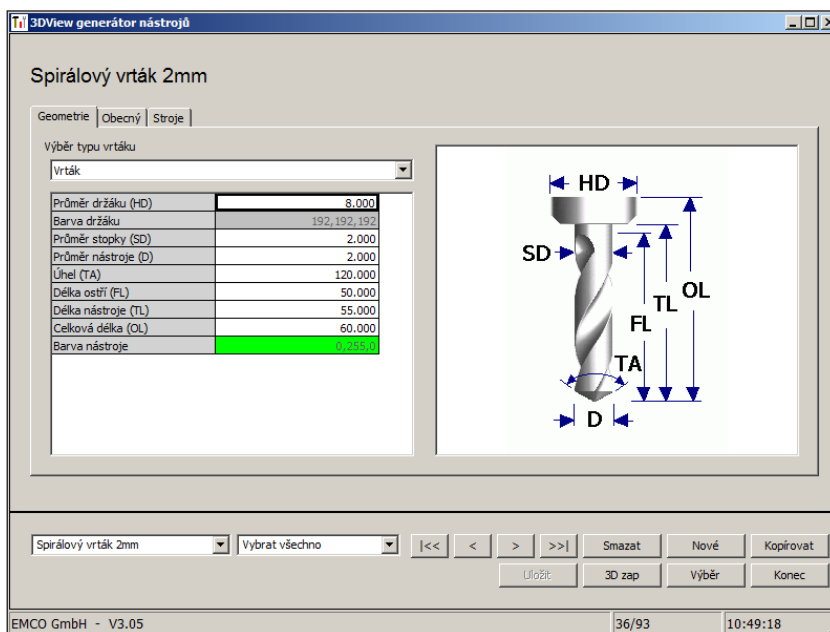 3DView generátor nástrojů
Spirálový vrták 2mm
Geometrie Obecný Stroje
Výběr typu vrtáku
Vrták
Průměr držáku (HD) 8.000
Barva držáku 192,192,192
Průměr stopky (SD) 2.000
Průměr nástroje (D) 2.000
Úhel (TA) 120.000
Délka ostří (FL) 50.000
Délka nástroje (TL) 55.000
Celková délka (OL) 60.000
Barva nástroje 0,255,0
HD
SD
OL
TL
FL
TA
D
Spirálový vrták 2mm Vybrat všechno |<< < > >>| Smazat Nové Kopírovat
Uložit 3D zap Výběr Konec
EMCO GmbH - V3.05 36/93 10:49:18